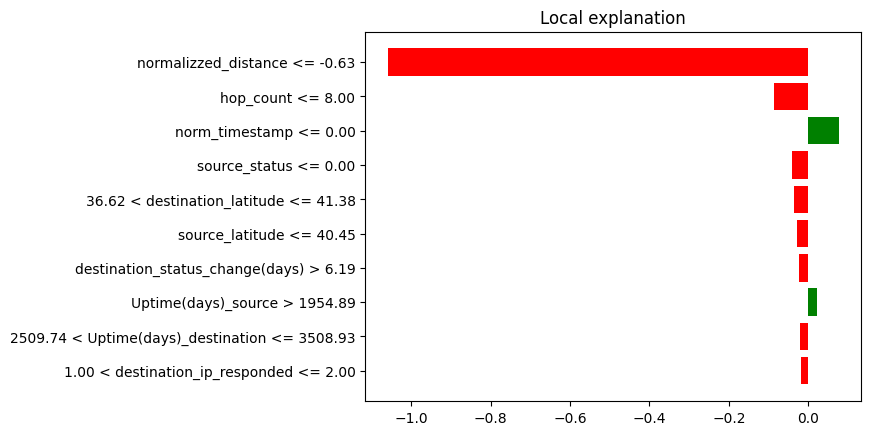 Local explanation
normalizzed_distance <= -0.63
hop_count <= 8.00
norm_timestamp <= 0.00
source_status <= 0.00
36.62 < destination_latitude <= 41.38
source_latitude <= 40.45
destination_status_change(days) > 6.19
Uptime(days)_source > 1954.89
2509.74 < Uptime(days)_destination <= 3508.93
1.00 < destination_ip_responded <= 2.00
−1.0 −0.8 −0.6 −0.4 −0.2 0.0